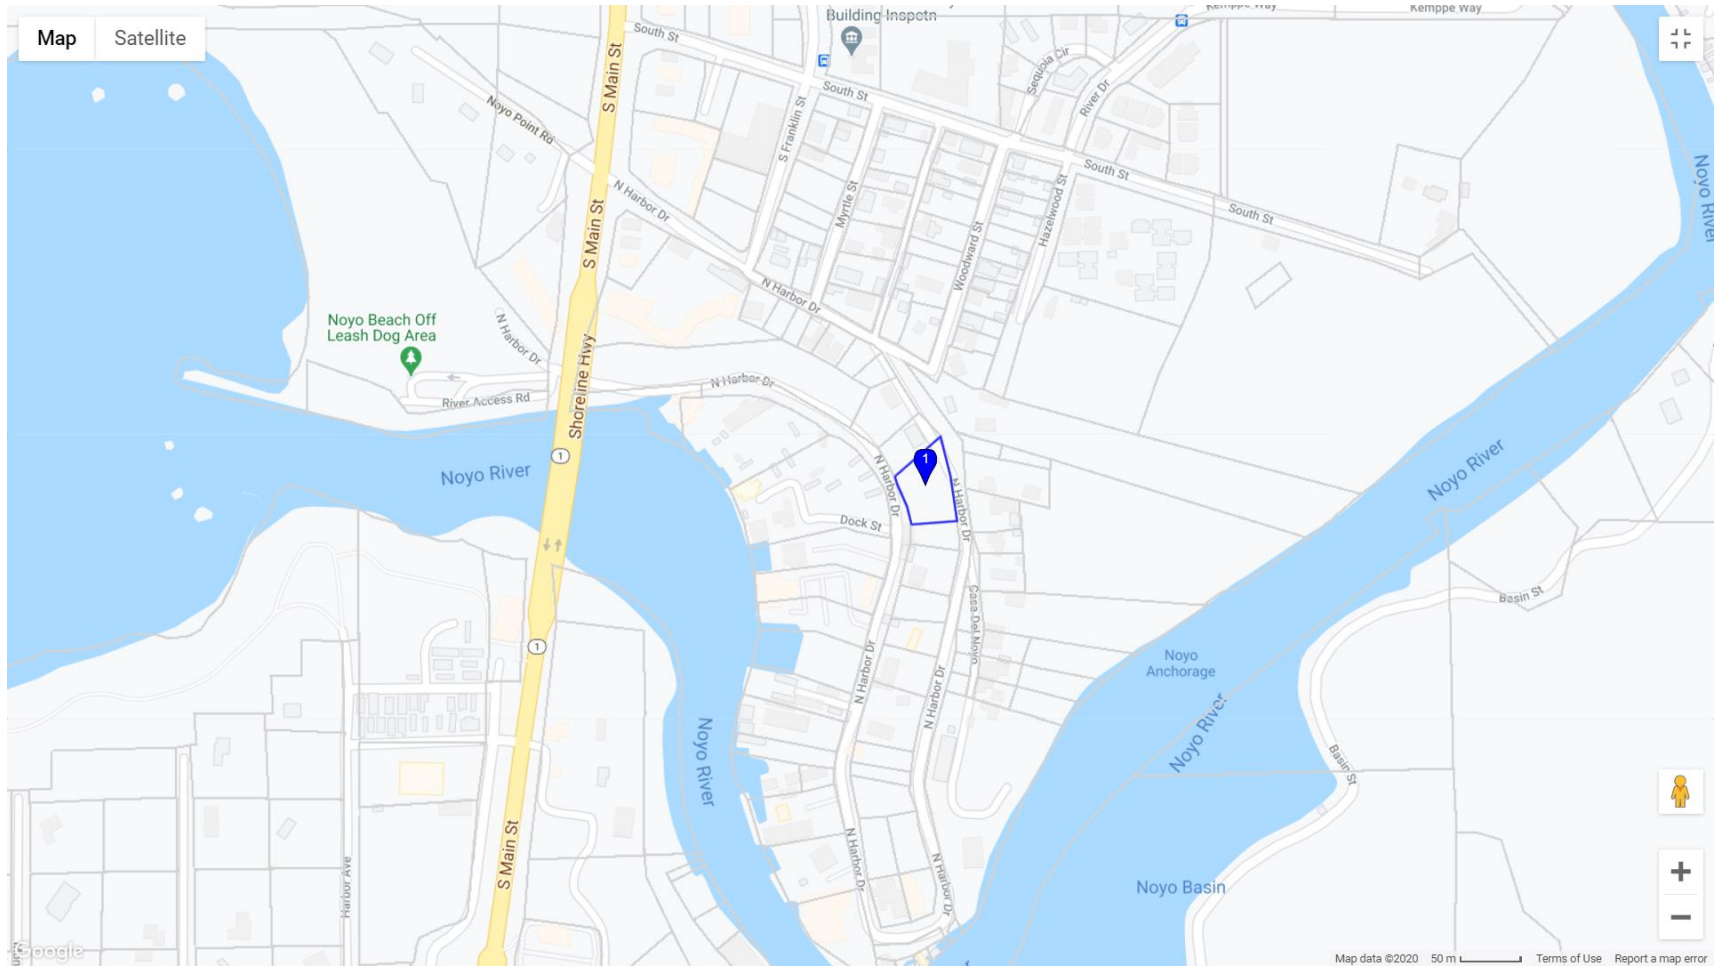 Map
Satellite
Building Inspctn
Kemppe Way
Kemppe Way
South St
S Main St
South St
Sequoia Cir
River Dr
Noyo Point Rd
S Franklin St
N Harbor Dr
Myrtle St
South St
Hazelwood St
South St
Noyo River
S Main St
Woodward St
N Harbor Dr
Noyo Beach Off
Leash Dog Area
N Harbor Dr
Shoreline Hwy
N Harbor Dr
River Access Rd
1
Noyo River
1
N Harbor Dr
N Harbor Dr
Dock St
Noyo River
Casa Del Noyo
Basin St
1
N Harbor Dr
N Harbor Dr
Noyo
Anchorage
Noyo River
Noyo River
Basin St
S Main St
Harbor Ave
N Harbor Dr
N Harbor Dr
Noyo Basin
Google
Map data ©2020
50 m
Terms of Use
Report a map error